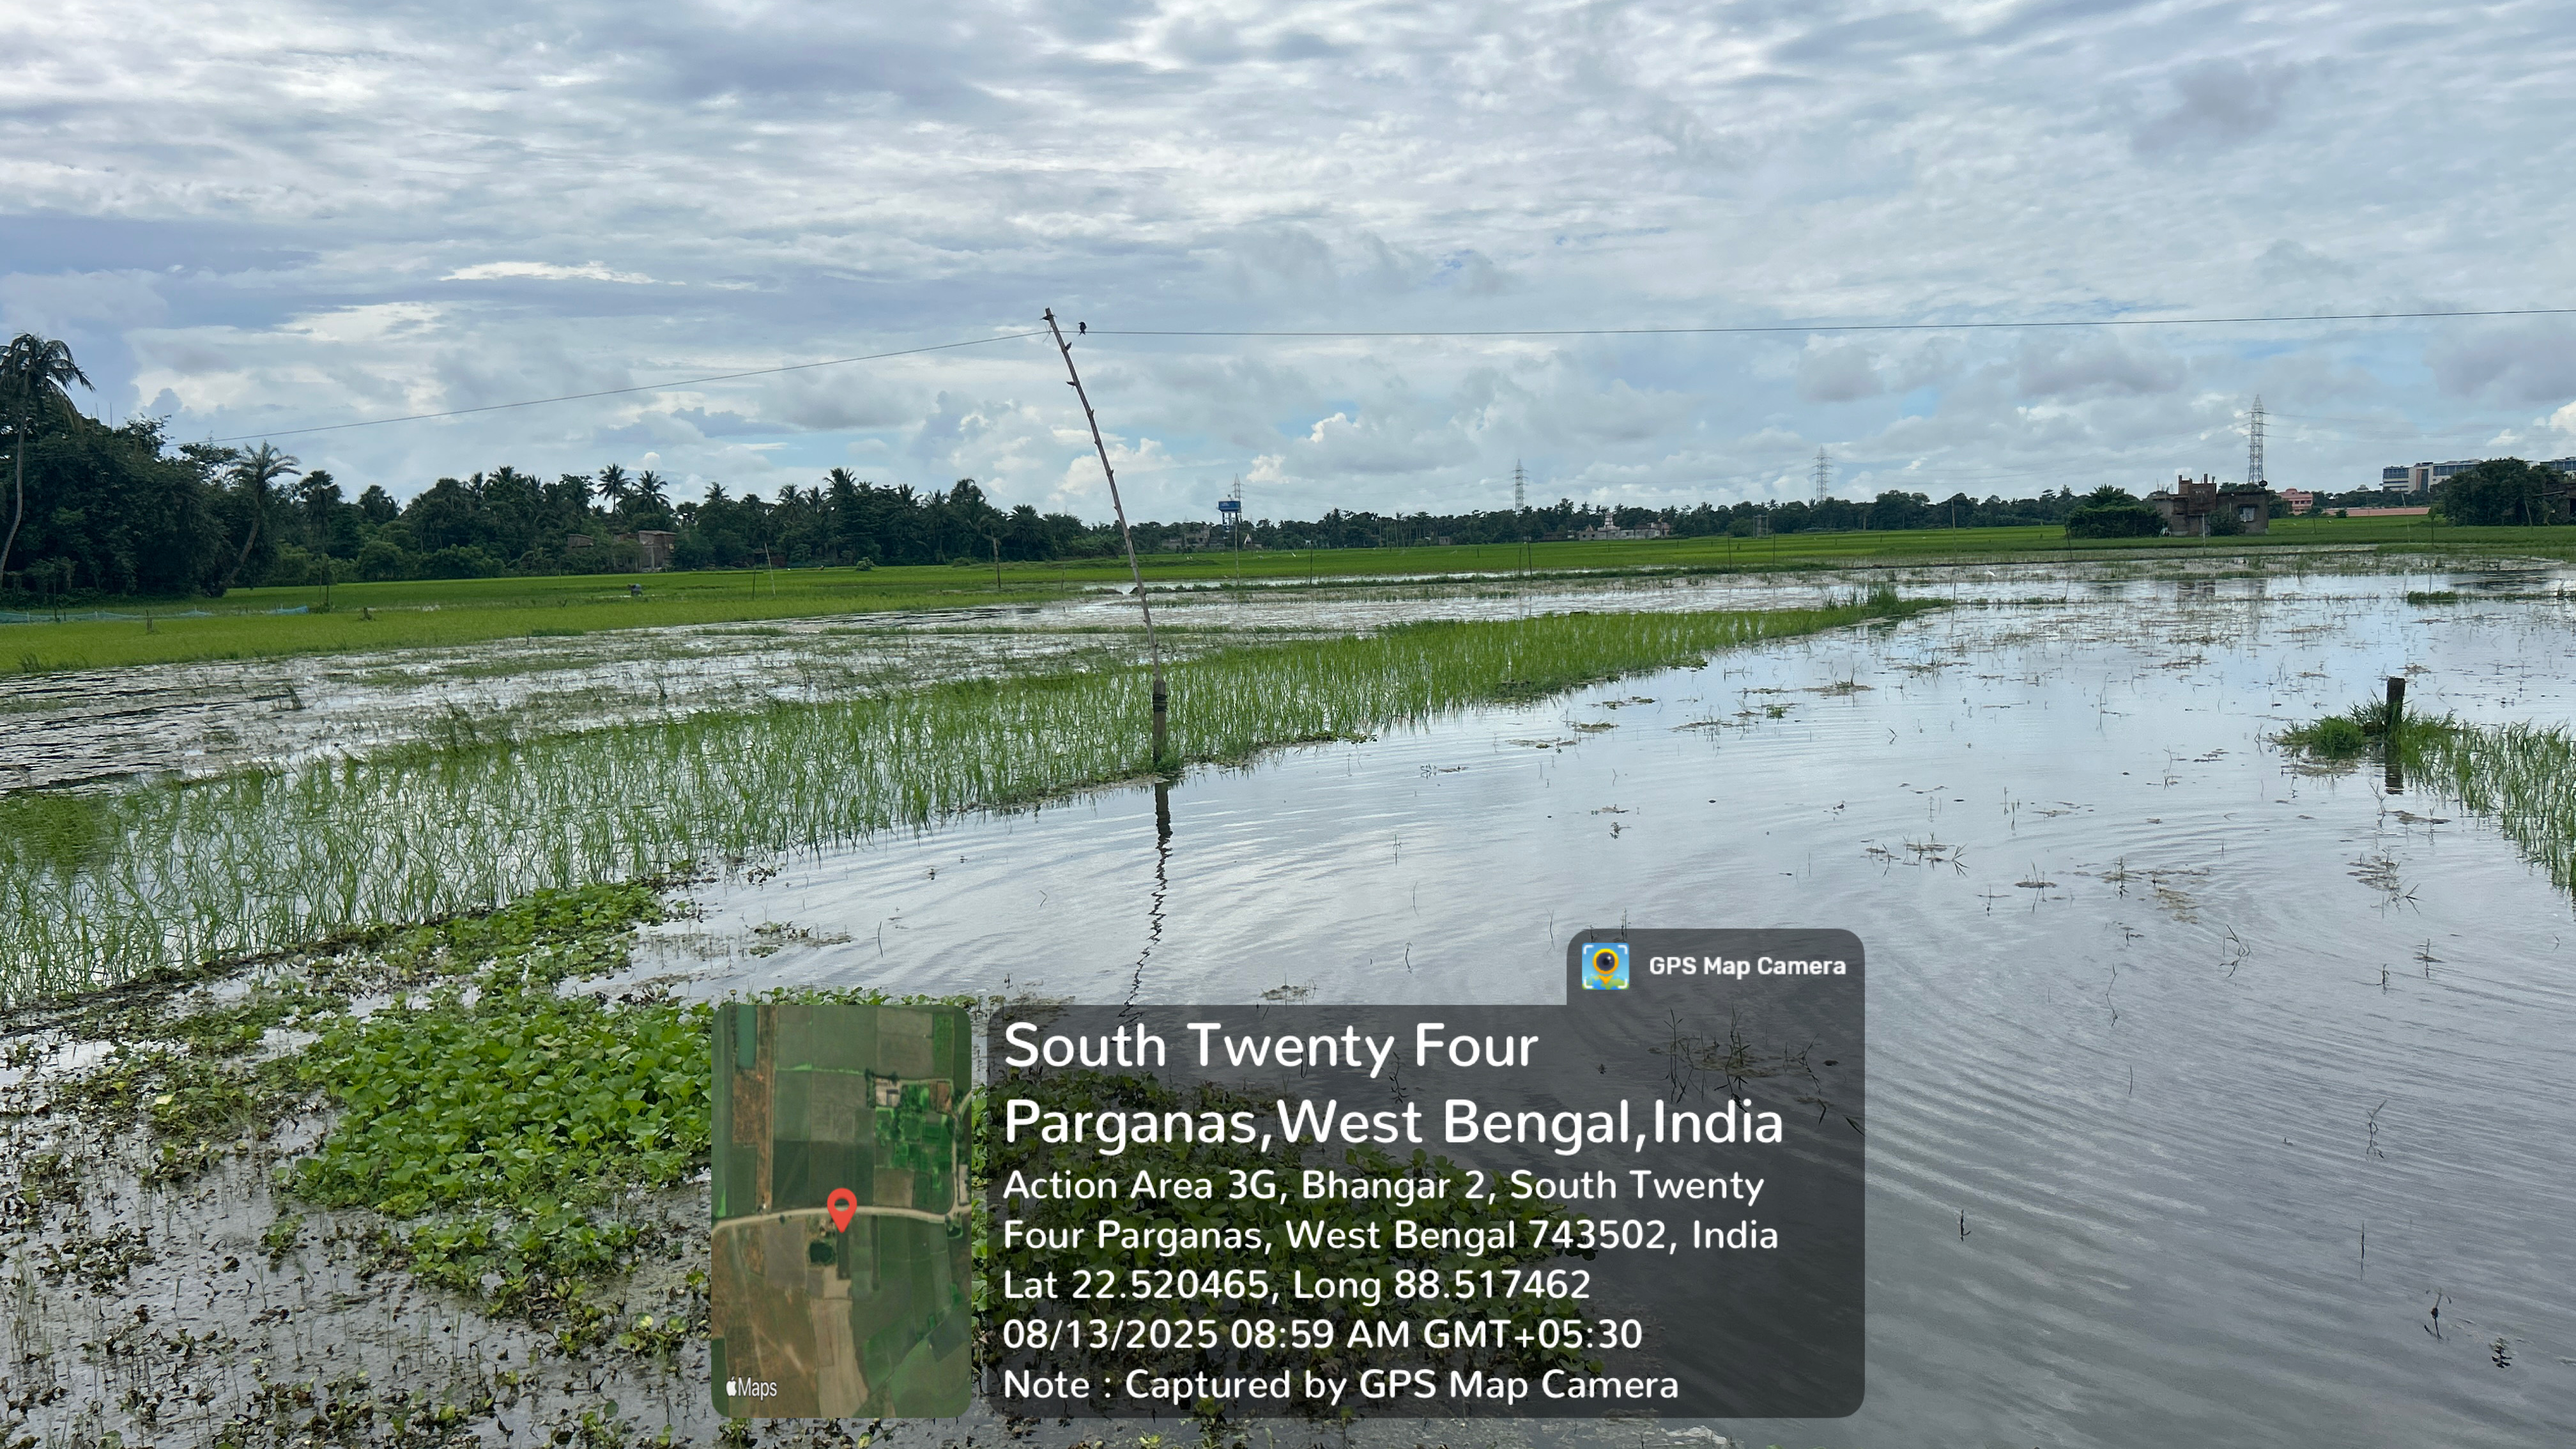 GPS Map Camera
South Twenty Four
Parganas,West Bengal,India
Action Area 3G, Bhangar 2, South Twenty
Four Parganas, West Bengal 743502, India
Lat 22.520465, Long 88.517462
08/13/2025 08:59 AM GMT+05:30
Note : Captured by GPS Map Camera
Maps